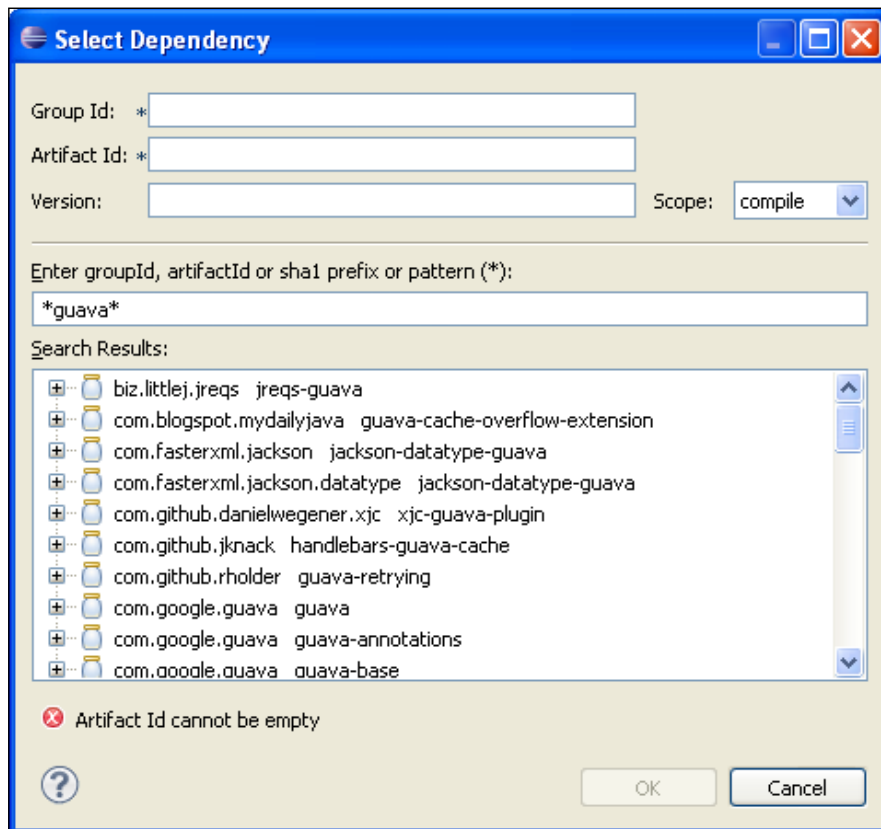 Select Dependency
Group Id: *
Artifact Id: *
Version: Scope: compile
Enter groupId, artifactId or sha1 prefix or pattern (*):
*guava*
Search Results:
biz.littlej.jreqs jreqs-guava
com.blogspot.mydailyjava guava-cache-overflow-extension
com.fasterxml.jackson jackson-datatype-guava
com.fasterxml.jackson.datatype jackson-datatype-guava
com.github.danielwegener.xjc xjc-guava-plugin
com.github.jknack handlebars-guava-cache
com.github.rholder guava-retrying
com.google.guava guava
com.google.guava guava-annotations
com.google.guava guava-base
Artifact Id cannot be empty
? OK Cancel